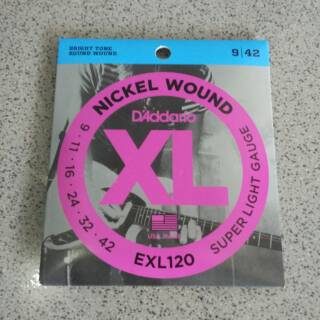 BRIGHT TONE
ROUND WOUND
9|42
NICKEL WOUND
D'Addario
XL
9 · 11 · 16 · 24 · 32 · 42
SUPER LIGHT GAUGE
EXL120